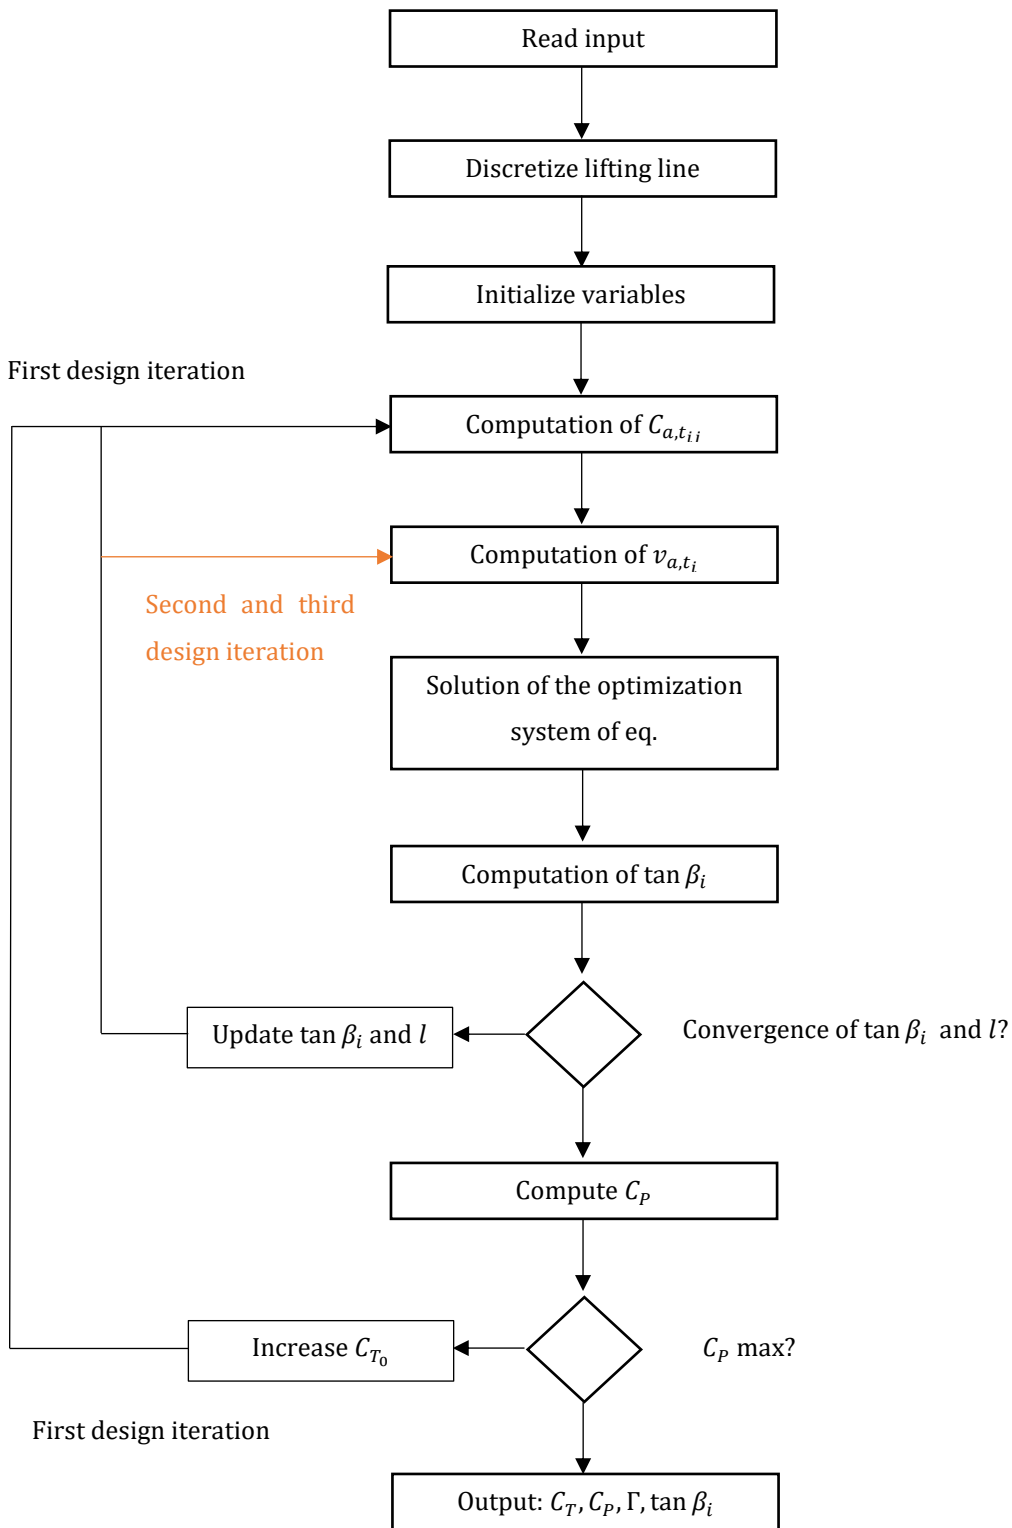 Read input
Discretize lifting line
Initialize variables
First design iteration
Computation of C_{a,t_{ij}}
Computation of v_{a,t_i}
Second and third
design iteration
Solution of the optimization
system of eq.
Computation of tan β_i
Update tan β_i and l
Convergence of tan β_i and l?
Compute C_P
Increase C_{T_0}
C_P max?
First design iteration
Output: C_T, C_P, Γ, tan β_i